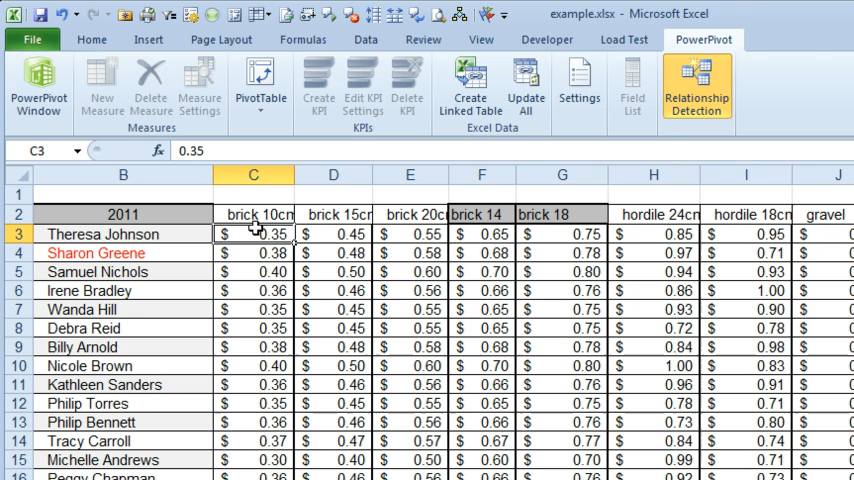 example.xlsx - Microsoft Excel
File Home Insert Page Layout Formulas Data Review View Developer Load Test PowerPivot
PowerPivot Window New Measure Delete Measure Measure Settings PivotTable Create KPI Edit KPI Settings Delete KPI Create Linked Table Update All Settings Field List Relationship Detection
Measures KPIs Excel Data
C3 fx 0.35
B C D E F G H I J
1
2 2011 brick 10cm brick 15cr brick 20c brick 14 brick 18 hordile 24cm hordile 18cm gravel
3 Theresa Johnson $ 0.35 $ 0.45 $ 0.55 $ 0.65 $ 0.75 $ 0.85 $ 0.95 $
4 Sharon Greene $ 0.38 $ 0.48 $ 0.58 $ 0.68 $ 0.78 $ 0.97 $ 0.71 $
5 Samuel Nichols $ 0.40 $ 0.50 $ 0.60 $ 0.70 $ 0.80 $ 0.94 $ 0.93 $
6 Irene Bradley $ 0.36 $ 0.46 $ 0.56 $ 0.66 $ 0.76 $ 0.86 $ 1.00 $
7 Wanda Hill $ 0.35 $ 0.45 $ 0.55 $ 0.65 $ 0.75 $ 0.93 $ 0.90 $
8 Debra Reid $ 0.35 $ 0.45 $ 0.55 $ 0.65 $ 0.75 $ 0.72 $ 0.78 $
9 Billy Arnold $ 0.38 $ 0.48 $ 0.58 $ 0.68 $ 0.78 $ 0.84 $ 0.98 $
10 Nicole Brown $ 0.40 $ 0.50 $ 0.60 $ 0.70 $ 0.80 $ 1.00 $ 0.83 $
11 Kathleen Sanders $ 0.36 $ 0.46 $ 0.56 $ 0.66 $ 0.76 $ 0.96 $ 0.91 $
12 Philip Torres $ 0.35 $ 0.45 $ 0.55 $ 0.65 $ 0.75 $ 0.78 $ 0.71 $
13 Philip Bennett $ 0.36 $ 0.46 $ 0.56 $ 0.66 $ 0.76 $ 0.73 $ 0.80 $
14 Tracy Carroll $ 0.37 $ 0.47 $ 0.57 $ 0.67 $ 0.77 $ 0.84 $ 0.74 $
15 Michelle Andrews $ 0.30 $ 0.40 $ 0.50 $ 0.60 $ 0.70 $ 0.99 $ 0.71 $
16 Peggy Chapman $ 0.36 $ 0.46 $ 0.56 $ 0.66 $ 0.76 $ 0.92 $ 0.73 $